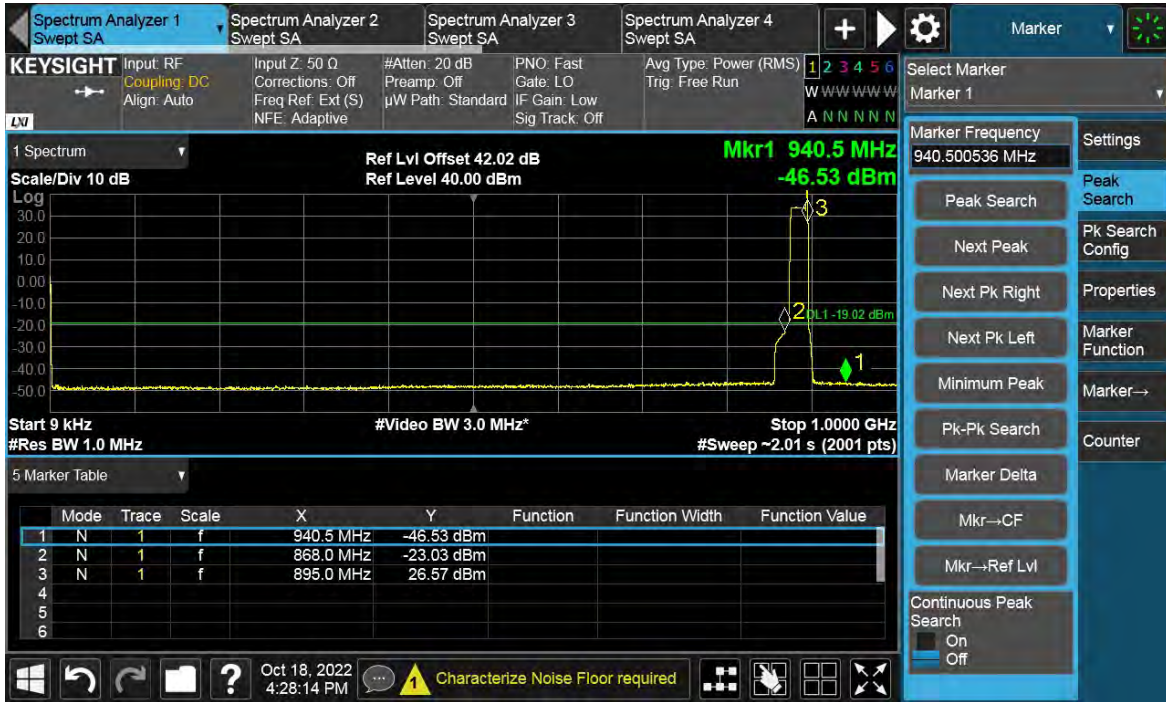 Spectrum Analyzer 1
Swept SA
Spectrum Analyzer 2
Swept SA
Spectrum Analyzer 3
Swept SA
Spectrum Analyzer 4
Swept SA
+
Marker
KEYSIGHT
LXI
Input: RF
Coupling: DC
Align: Auto
Input Z: 50 Ω
Corrections: Off
Freq Ref: Ext (S)
NFE: Adaptive
#Atten: 20 dB
Preamp: Off
µW Path: Standard
PNO: Fast
Gate: LO
IF Gain: Low
Sig Track: Off
Avg Type: Power (RMS)
Trig: Free Run
1 2 3 4 5 6
W W W W W W
A N N N N N
Select Marker
Marker 1
1 Spectrum
Scale/Div 10 dB
Ref Lvl Offset 42.02 dB
Ref Level 40.00 dBm
Mkr1 940.5 MHz
-46.53 dBm
Log
30.0
20.0
10.0
0.00
-10.0
-20.0
-30.0
-40.0
-50.0
3
2
DL1 -19.02 dBm
1
Start 9 kHz
#Res BW 1.0 MHz
#Video BW 3.0 MHz*
Stop 1.0000 GHz
#Sweep ~2.01 s (2001 pts)
5 Marker Table
Mode Trace Scale X Y Function Function Width Function Value
1 N 1 f 940.5 MHz -46.53 dBm
2 N 1 f 868.0 MHz -23.03 dBm
3 N 1 f 895.0 MHz 26.57 dBm
4
5
6
Marker Frequency
940.500536 MHz
Peak Search
Next Peak
Next Pk Right
Next Pk Left
Minimum Peak
Pk-Pk Search
Marker Delta
Mkr→CF
Mkr→Ref Lvl
Continuous Peak
Search
On
Off
Settings
Peak
Search
Pk Search
Config
Properties
Marker
Function
Marker→
Counter
?
Oct 18, 2022
4:28:14 PM
1
Characterize Noise Floor required